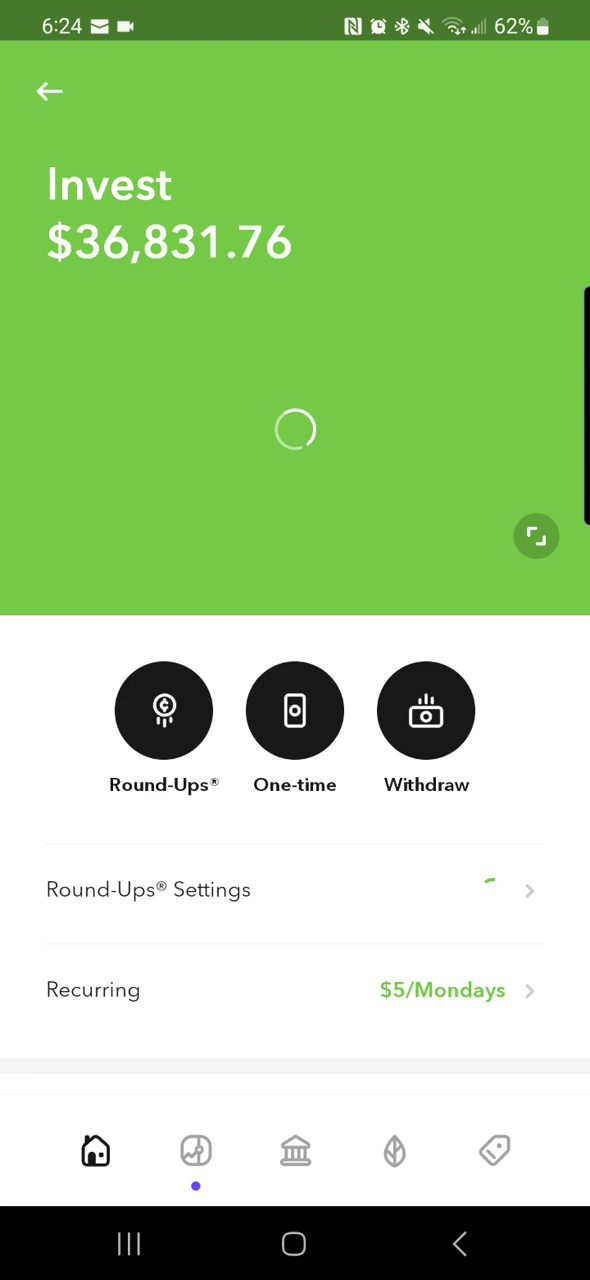 6:24 62%
Invest
$36,831.76
Round-Ups® One-time Withdraw
Round-Ups® Settings
Recurring $5/Mondays